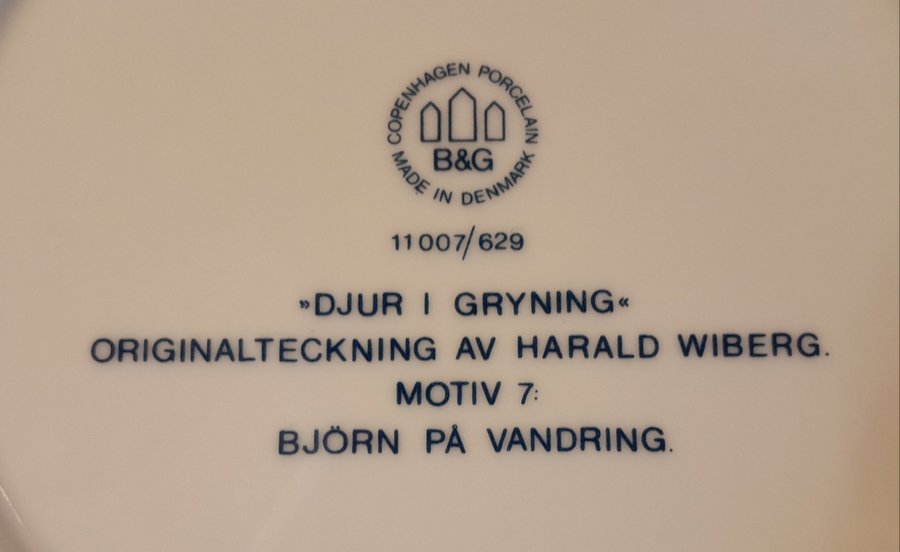 COPENHAGEN PORCELAIN
B&G
MADE IN DENMARK
11007/629
»DJUR I GRYNING«
ORIGINALTECKNING AV HARALD WIBERG.
MOTIV 7:
BJÖRN PÅ VANDRING.